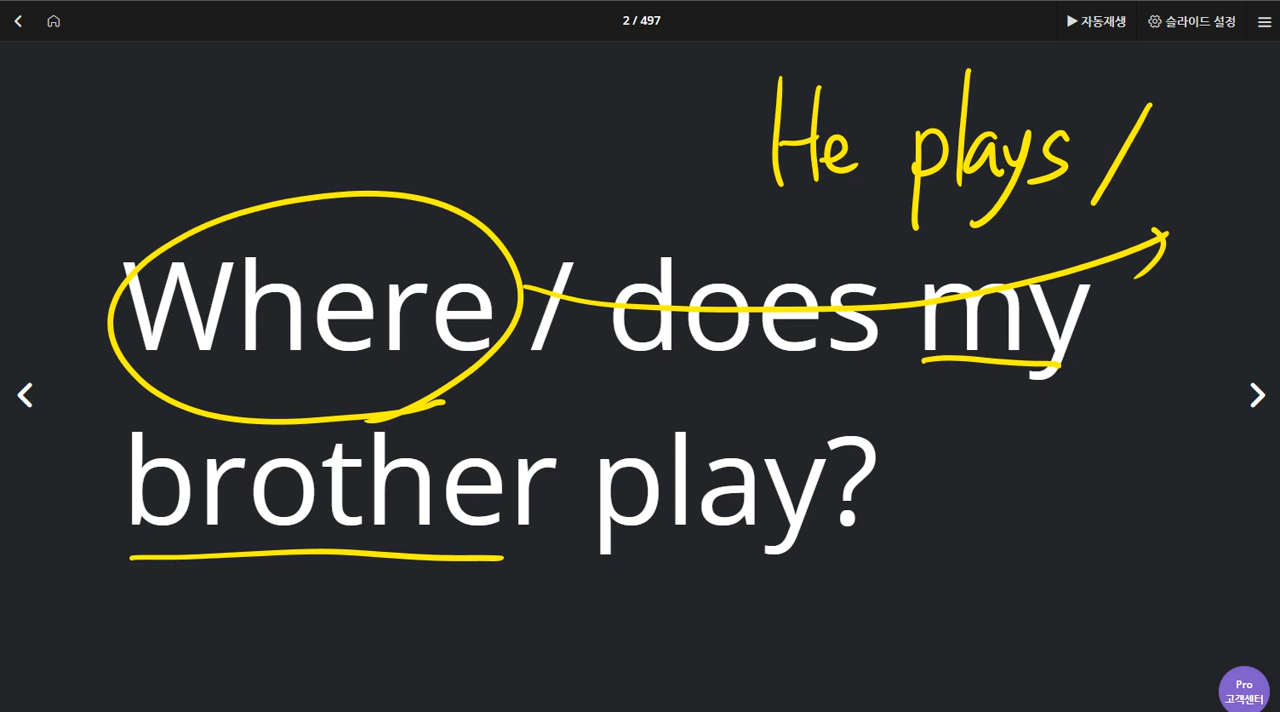 2 / 497
자동재생
슬라이드 설정
He plays /
Where / does my
brother play?
Pro
고객센터